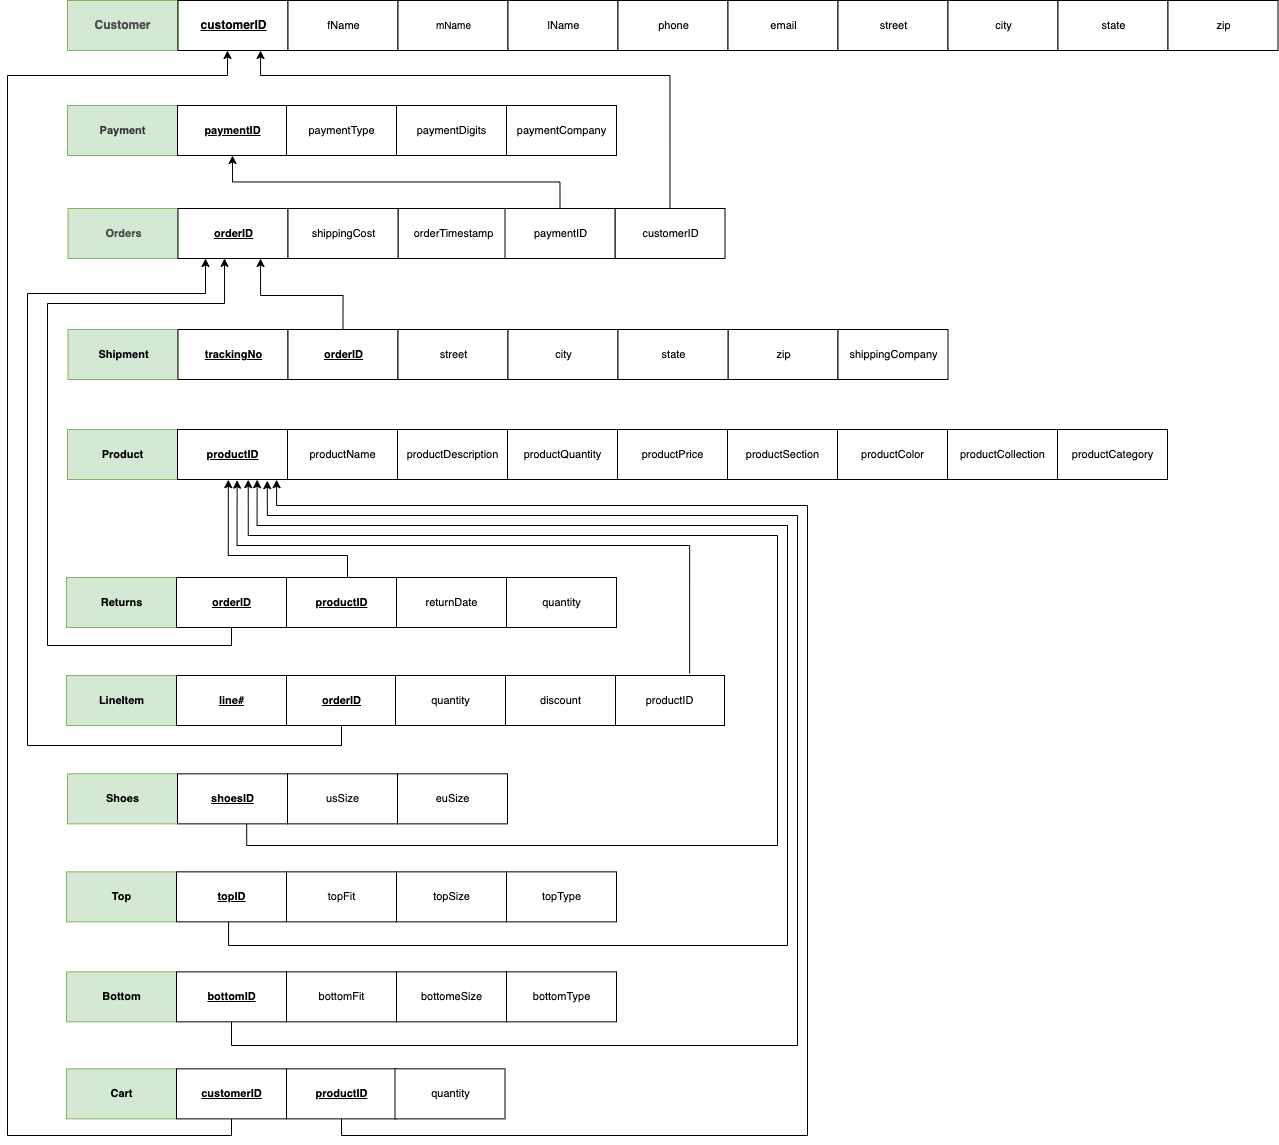 Customer customerID fName mName lName phone email street city state zip
Payment paymentID paymentType paymentDigits paymentCompany
Orders orderID shippingCost orderTimestamp paymentID customerID
Shipment trackingNo orderID street city state zip shippingCompany
Product productID productName productDescription productQuantity productPrice productSection productColor productCollection productCategory
Returns orderID productID returnDate quantity
LineItem line# orderID quantity discount productID
Shoes shoesID usSize euSize
Top topID topFit topSize topType
Bottom bottomID bottomFit bottomeSize bottomType
Cart customerID productID quantity